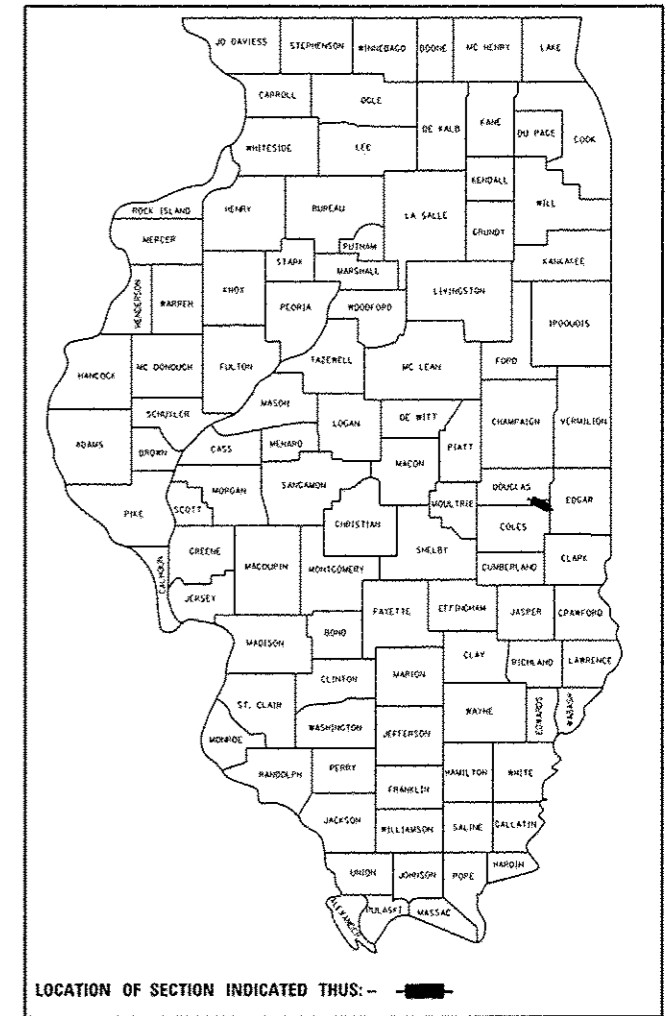 JO DAVIESS STEPHENSON WINNEBAGO BOONE MC HENRY LAKE
CARROLL OGLE DE KALB KANE DU PAGE COOK
WHITESIDE LEE
KENDALL
ROCK ISLAND HENRY BUREAU LA SALLE GRUNDY WILL
MERCER PUTNAM
KANKAKEE
STARK MARSHALL
HENDERSON WARREN KNOX PEORIA WOODFORD LIVINGSTON IROQUOIS
FORD
HANCOCK MC DONOUGH FULTON TAZEWELL MC LEAN
MASON
SCHUYLER LOGAN DE WITT CHAMPAIGN VERMILION
ADAMS BROWN CASS MENARD PIATT
MACON
MORGAN SANGAMON DOUGLAS EDGAR
PIKE SCOTT CHRISTIAN MOULTRIE COLES
SHELBY
GREENE MACOUPIN MONTGOMERY CUMBERLAND CLARK
CALHOUN
JERSEY FAYETTE EFFINGHAM JASPER CRAWFORD
MADISON BOND
CLAY RICHLAND LAWRENCE
CLINTON MARION
ST. CLAIR WAYNE EDWARDS WABASH
WASHINGTON JEFFERSON
MONROE
RANDOLPH PERRY HAMILTON WHITE
FRANKLIN
JACKSON WILLIAMSON SALINE GALLATIN
UNION JOHNSON POPE HARDIN
ALEXANDER PULASKI MASSAC
LOCATION OF SECTION INDICATED THUS: –